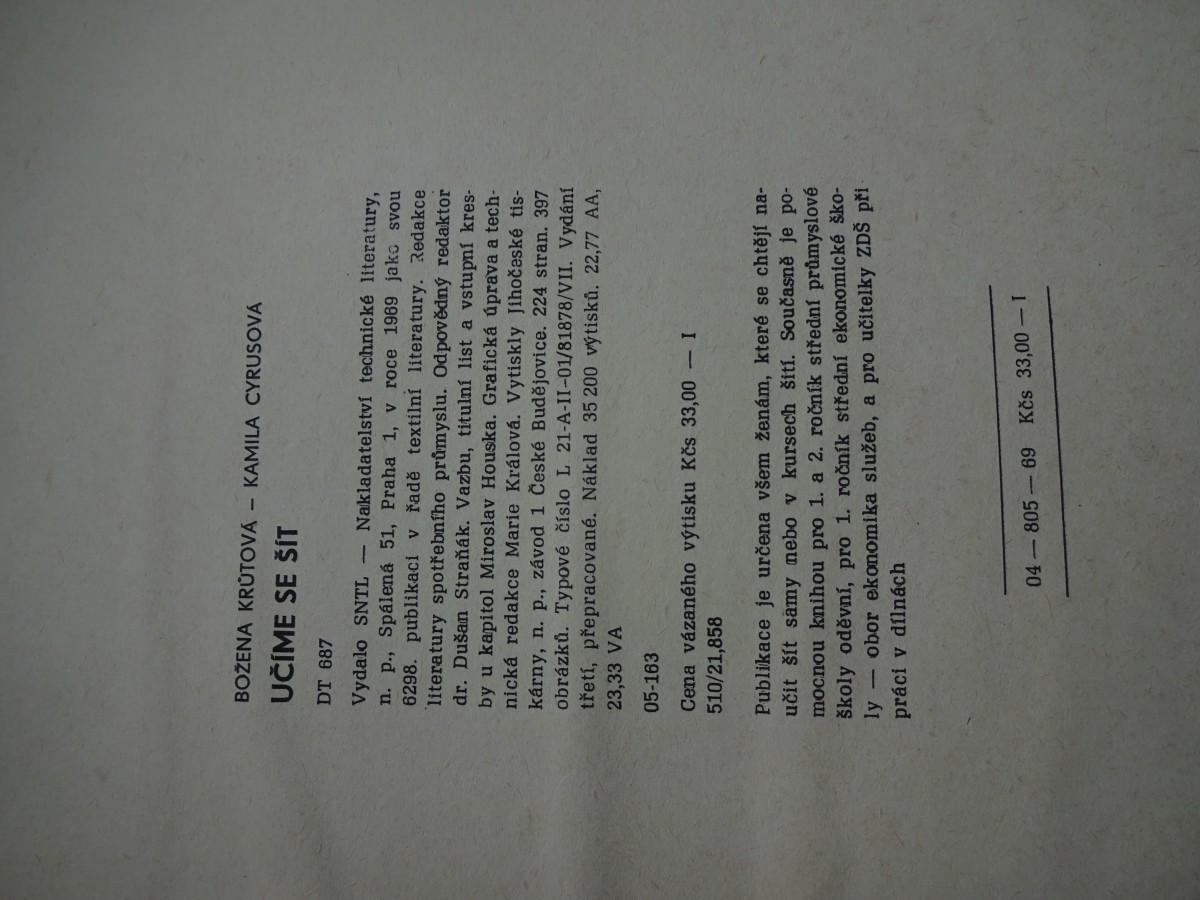 BOŽENA KRŮTOVÁ – KAMILA CYRUSOVÁ
UČÍME SE ŠÍT
DT 687
Vydalo SNTL — Nakladatelství technické literatury,
n. p., Spálená 51, Praha 1, v roce 1969 jako svou
6298. publikaci v řadě textilní literatury. Redakce
literatury spotřebního průmyslu. Odpovědný redaktor
dr. Dušan Straňák. Vazbu, titulní list a vstupní kres-
by u kapitol Miroslav Houska. Grafická úprava a tech-
nická redakce Marie Králová. Vytiskly Jihočeské tis-
kárny, n. p., závod 1 České Budějovice. 224 stran. 397
obrázků. Typové číslo L 21-A-II-01/81878/VII. Vydání
třetí, přepracované. Náklad 35 200 výtisků. 22,77 AA,
23,33 VA
05-163
Cena vázaného výtisku Kčs 33,00 — I
510/21,858
Publikace je určena všem ženám, které se chtějí na-
učit šít samy nebo v kursech šití. Současně je po-
mocnou knihou pro 1. a 2. ročník střední průmyslové
školy oděvní, pro 1. ročník střední ekonomické ško-
ly — obor ekonomika služeb, a pro učitelky ZDŠ při
práci v dílnách
04 — 805 — 69 Kčs 33,00 — I